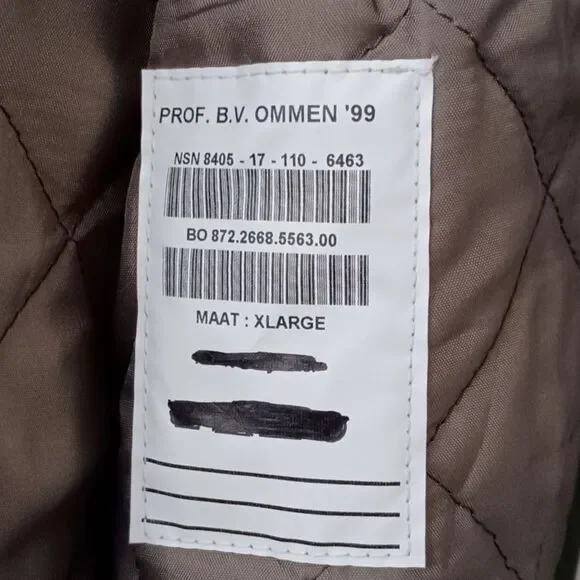 PROF. B.V. OMMEN '99
NSN 8405 - 17 - 110 - 6463
BO 872.2668.5563.00
MAAT : XLARGE